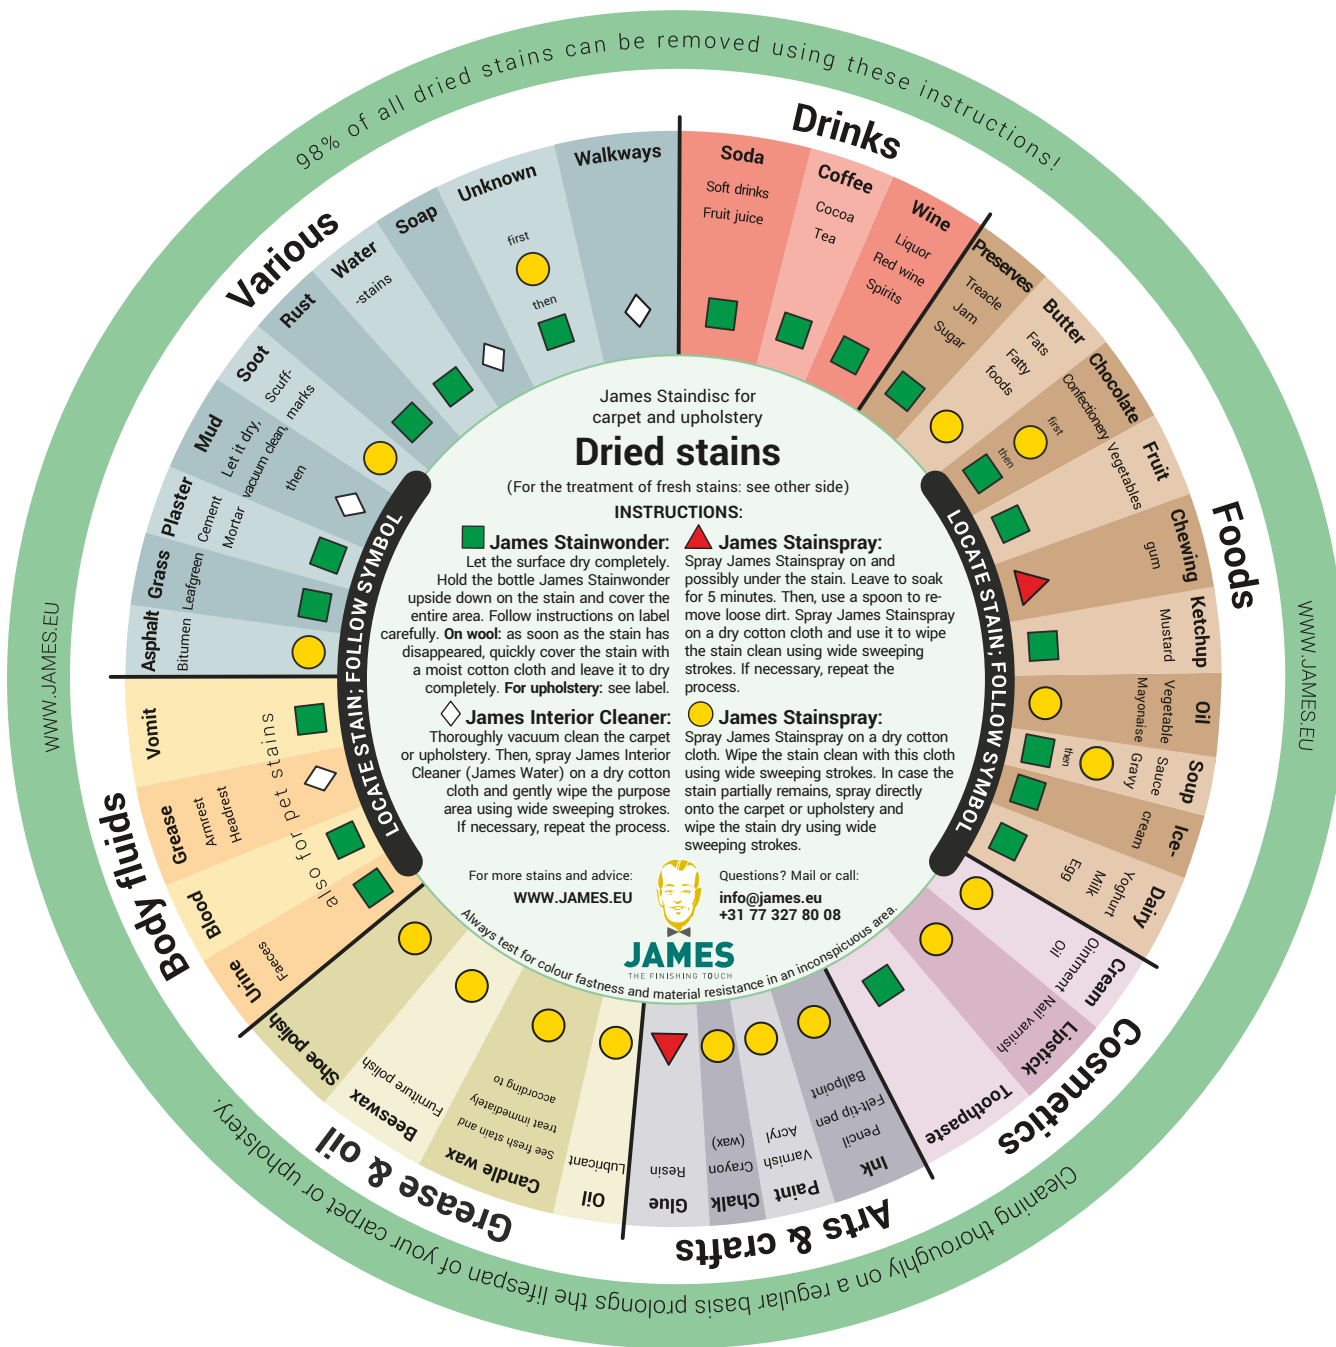 98% of all dried stains can be removed using these instructions!
WWW.JAMES.EU
Cleaning thoroughly on a regular basis prolongs the lifespan of your carpet or upholstery.
WWW.JAMES.EU
Drinks
Soda
Soft drinks
Fruit juice
Coffee
Cocoa
Tea
Wine
Liquor
Red wine
Spirits
Foods
Preserves
Treacle
Jam
Sugar
Butter
Fats
Fatty
foods
Chocolate
Confectionery
first
then
Fruit
Vegetables
Chewing
gum
Ketchup
Mustard
Oil
Vegetable
Mayonaise
Soup
Sauce
Gravy
then
Ice-
cream
Dairy
Yoghurt
Milk
Egg
Cosmetics
Cream
Ointment
Oil
Lipstick
Nail varnish
Toothpaste
Arts & crafts
Ink
Pencil
Felt-tip pen
Ballpoint
Paint
Varnish
Acryl
Chalk
Crayon
(wax)
Glue
Resin
Grease & oil
Oil
Lubricant
Candle wax
See fresh stain and
treat immediately
according to
Beeswax
Furniture polish
Shoe polish
Body fluids
Urine
Faeces
Blood
Grease
Armrest
Headrest
Vomit
also for pet stains
Various
Asphalt
Bitumen
Grass
Leafgreen
Plaster
Cement
Mortar
Mud
Let it dry,
vacuum clean,
then
Soot
Scuff-
marks
Rust
Water
-stains
Soap
Unknown
first
then
Walkways
LOCATE STAIN; FOLLOW SYMBOL
LOCATE STAIN; FOLLOW SYMBOL
James Staindisc for
carpet and upholstery
Dried stains
(For the treatment of fresh stains: see other side)
INSTRUCTIONS:
James Stainwonder:
Let the surface dry completely.
Hold the bottle James Stainwonder
upside down on the stain and cover the
entire area. Follow instructions on label
carefully. On wool: as soon as the stain has
disappeared, quickly cover the stain with
a moist cotton cloth and leave it to dry
completely. For upholstery: see label.
James Stainspray:
Spray James Stainspray on and
possibly under the stain. Leave to soak
for 5 minutes. Then, use a spoon to re-
move loose dirt. Spray James Stainspray
on a dry cotton cloth and use it to wipe
the stain clean using wide sweeping
strokes. If necessary, repeat the
process.
James Interior Cleaner:
Thoroughly vacuum clean the carpet
or upholstery. Then, spray James Interior
Cleaner (James Water) on a dry cotton
cloth and gently wipe the purpose
area using wide sweeping strokes.
If necessary, repeat the process.
James Stainspray:
Spray James Stainspray on a dry cotton
cloth. Wipe the stain clean with this cloth
using wide sweeping strokes. In case the
stain partially remains, spray directly
onto the carpet or upholstery and
wipe the stain dry using wide
sweeping strokes.
For more stains and advice:
WWW.JAMES.EU
Questions? Mail or call:
info@james.eu
+31 77 327 80 08
JAMES
THE FINISHING TOUCH
Always test for colour fastness and material resistance in an inconspicuous area.